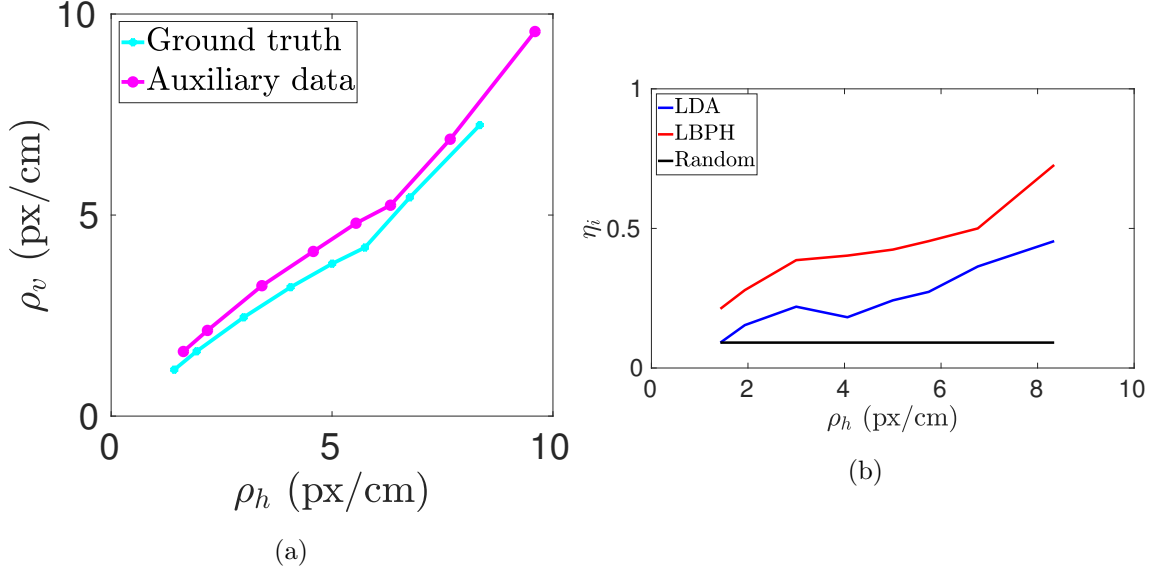 10
5
0
ρv (px/cm)
Ground truth
Auxiliary data
0
5
10
ρh (px/cm)
(a)
1
0.5
0
ηi
LDA
LBPH
Random
0
2
4
6
8
10
ρh (px/cm)
(b)